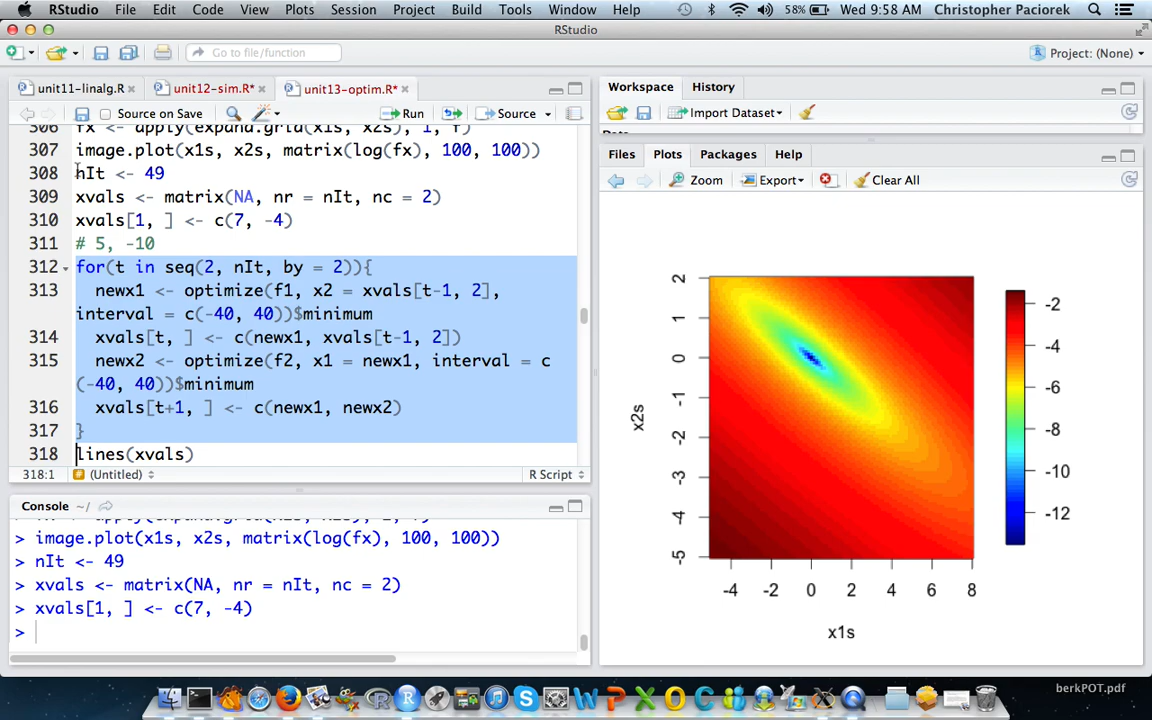 RStudio File Edit Code View Plots Session Project Build Tools Window Help 58% Wed 9:58 AM Christopher Paciorek
RStudio
Go to file/function Project: (None)
unit11-linalg.R unit12-sim.R* unit13-optim.R*
Source on Save Run Source
306 fx <- apply(expand.grid(x1s, x2s), 1, f)
307 image.plot(x1s, x2s, matrix(log(fx), 100, 100))
308 nIt <- 49
309 xvals <- matrix(NA, nr = nIt, nc = 2)
310 xvals[1, ] <- c(7, -4)
311 # 5, -10
312 for(t in seq(2, nIt, by = 2)){
313 newx1 <- optimize(f1, x2 = xvals[t-1, 2],
interval = c(-40, 40))$minimum
314 xvals[t, ] <- c(newx1, xvals[t-1, 2])
315 newx2 <- optimize(f2, x1 = newx1, interval = c
(-40, 40))$minimum
316 xvals[t+1, ] <- c(newx1, newx2)
317 }
318 lines(xvals)
318:1 # (Untitled) R Script
Console ~/
> image.plot(x1s, x2s, matrix(log(fx), 100, 100))
> nIt <- 49
> xvals <- matrix(NA, nr = nIt, nc = 2)
> xvals[1, ] <- c(7, -4)
>
Workspace History
Import Dataset
Files Plots Packages Help
Zoom Export Clear All
2
1
0
-1
-2
-3
-4
-5
x2s
-4 -2 0 2 4 6 8
x1s
-2
-4
-6
-8
-10
-12
berkPOT.pdf